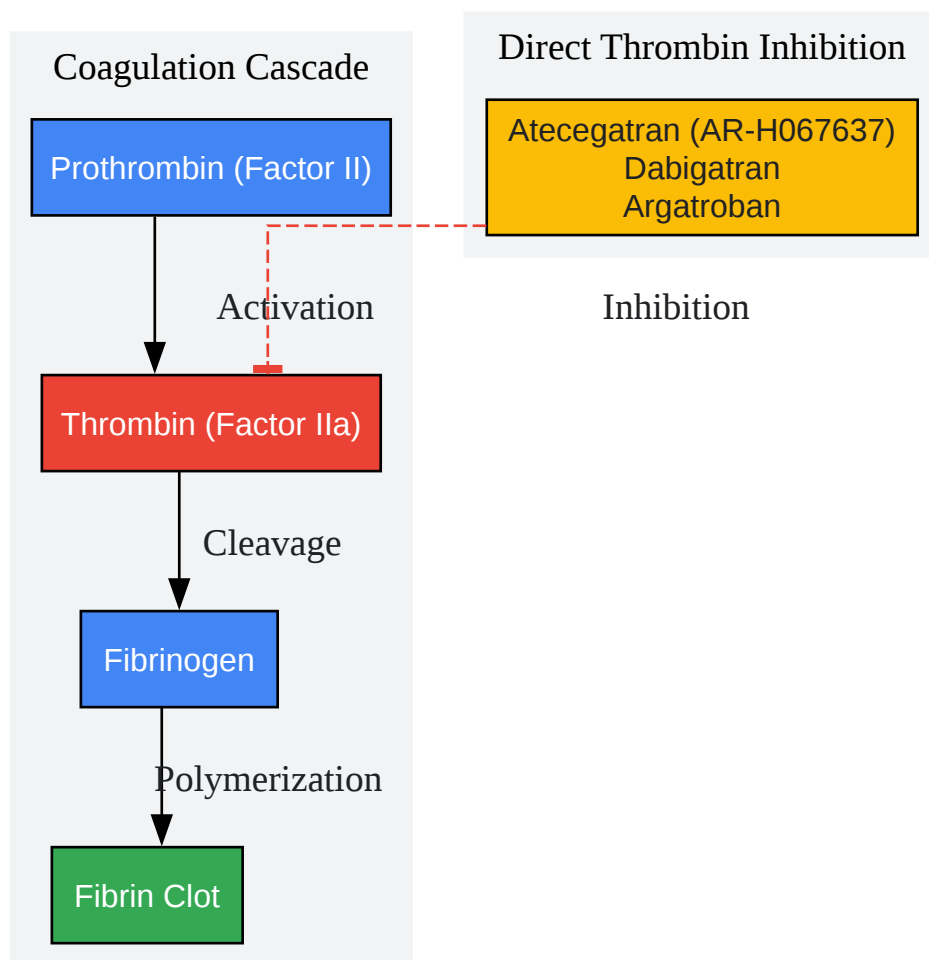 Coagulation Cascade
Prothrombin (Factor II)
Activation
Thrombin (Factor IIa)
Cleavage
Fibrinogen
Polymerization
Fibrin Clot
Direct Thrombin Inhibition
Atecegatran (AR-H067637)
Dabigatran
Argatroban
Inhibition